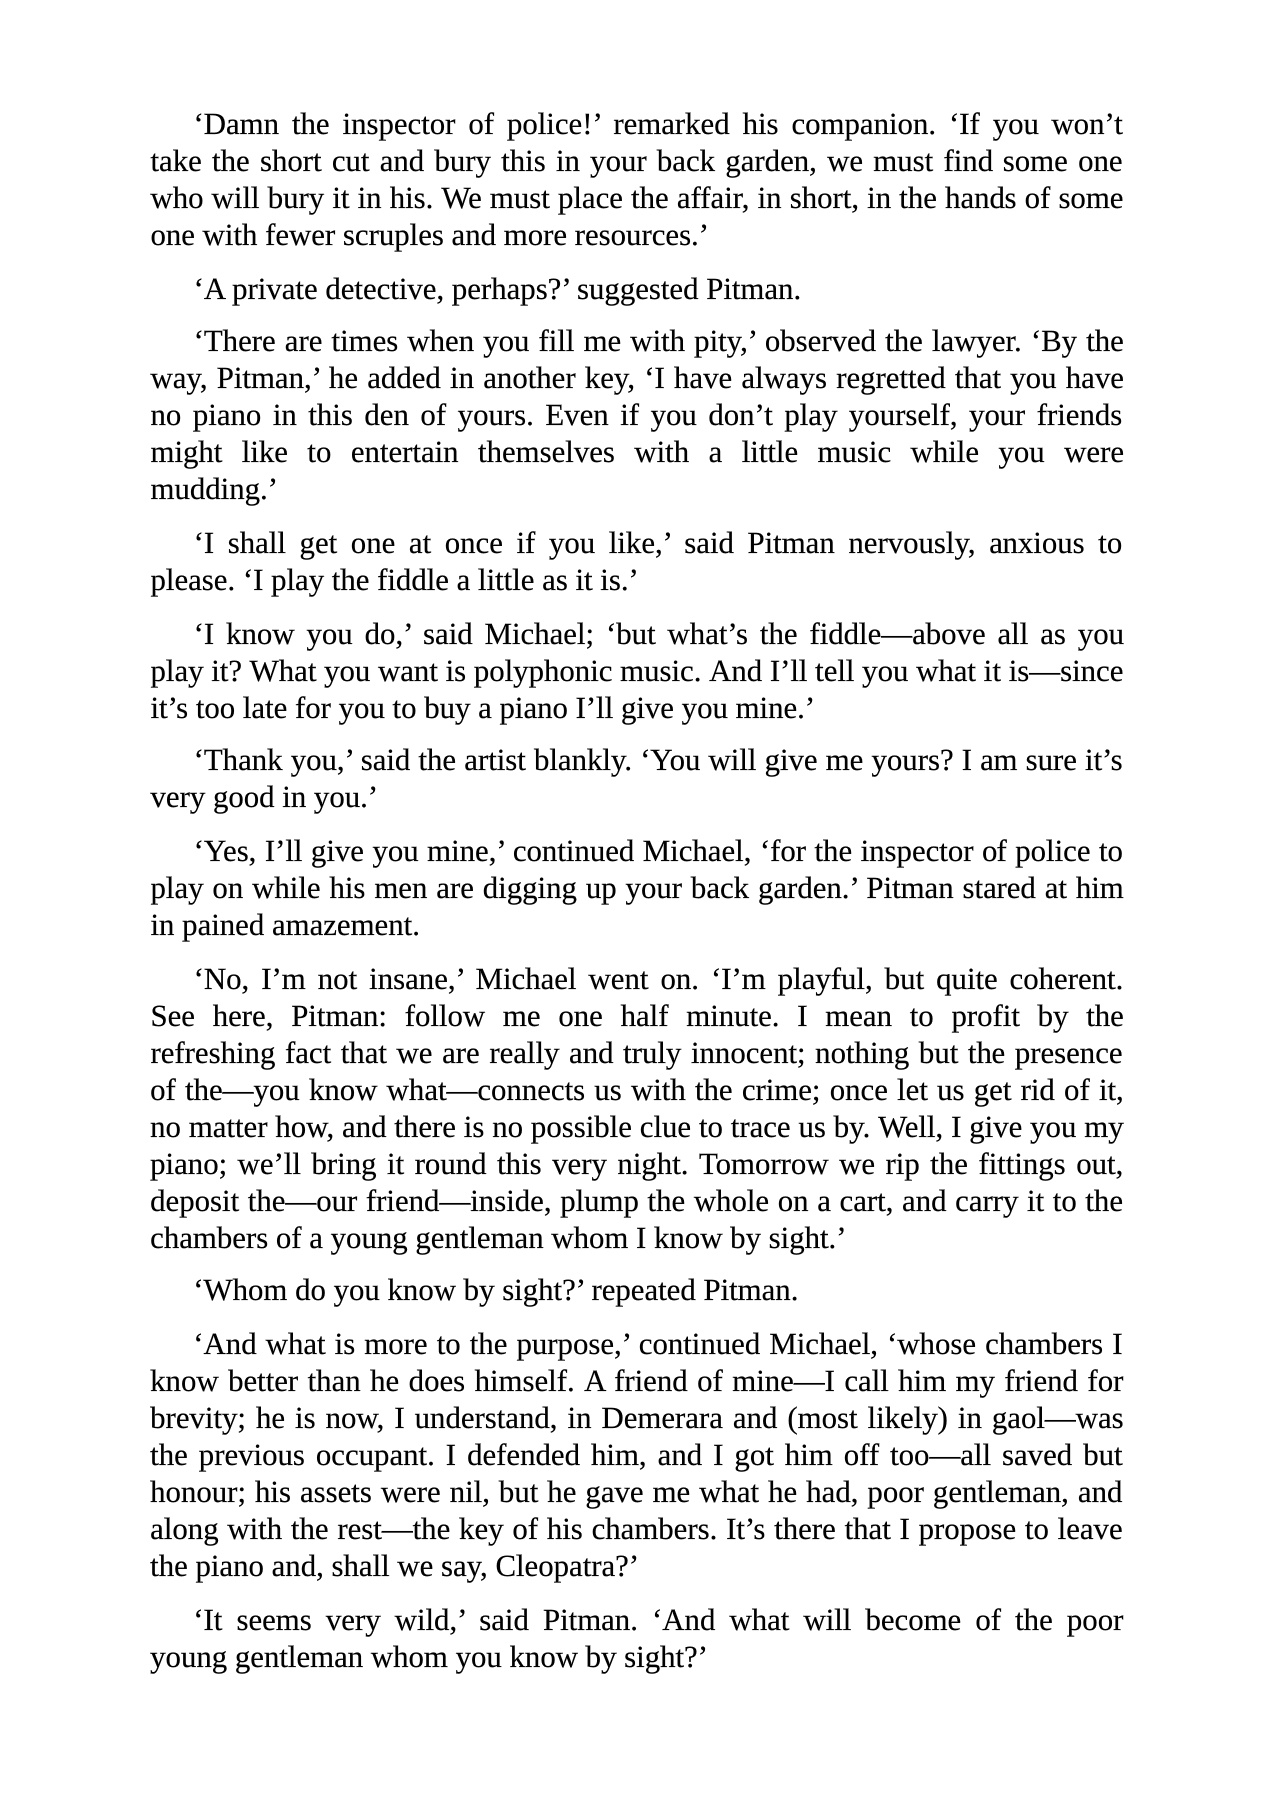 ‘Damn the inspector of police!’ remarked his companion. ‘If you won’t
take the short cut and bury this in your back garden, we must find some one
who will bury it in his. We must place the affair, in short, in the hands of some
one with fewer scruples and more resources.’
‘A private detective, perhaps?’ suggested Pitman.
‘There are times when you fill me with pity,’ observed the lawyer. ‘By the
way, Pitman,’ he added in another key, ‘I have always regretted that you have
no piano in this den of yours. Even if you don’t play yourself, your friends
might like to entertain themselves with a little music while you were
mudding.’
‘I shall get one at once if you like,’ said Pitman nervously, anxious to
please. ‘I play the fiddle a little as it is.’
‘I know you do,’ said Michael; ‘but what’s the fiddle—above all as you
play it? What you want is polyphonic music. And I’ll tell you what it is—since
it’s too late for you to buy a piano I’ll give you mine.’
‘Thank you,’ said the artist blankly. ‘You will give me yours? I am sure it’s
very good in you.’
‘Yes, I’ll give you mine,’ continued Michael, ‘for the inspector of police to
play on while his men are digging up your back garden.’ Pitman stared at him
in pained amazement.
‘No, I’m not insane,’ Michael went on. ‘I’m playful, but quite coherent.
See here, Pitman: follow me one half minute. I mean to profit by the
refreshing fact that we are really and truly innocent; nothing but the presence
of the—you know what—connects us with the crime; once let us get rid of it,
no matter how, and there is no possible clue to trace us by. Well, I give you my
piano; we’ll bring it round this very night. Tomorrow we rip the fittings out,
deposit the—our friend—inside, plump the whole on a cart, and carry it to the
chambers of a young gentleman whom I know by sight.’
‘Whom do you know by sight?’ repeated Pitman.
‘And what is more to the purpose,’ continued Michael, ‘whose chambers I
know better than he does himself. A friend of mine—I call him my friend for
brevity; he is now, I understand, in Demerara and (most likely) in gaol—was
the previous occupant. I defended him, and I got him off too—all saved but
honour; his assets were nil, but he gave me what he had, poor gentleman, and
along with the rest—the key of his chambers. It’s there that I propose to leave
the piano and, shall we say, Cleopatra?’
‘It seems very wild,’ said Pitman. ‘And what will become of the poor
young gentleman whom you know by sight?’